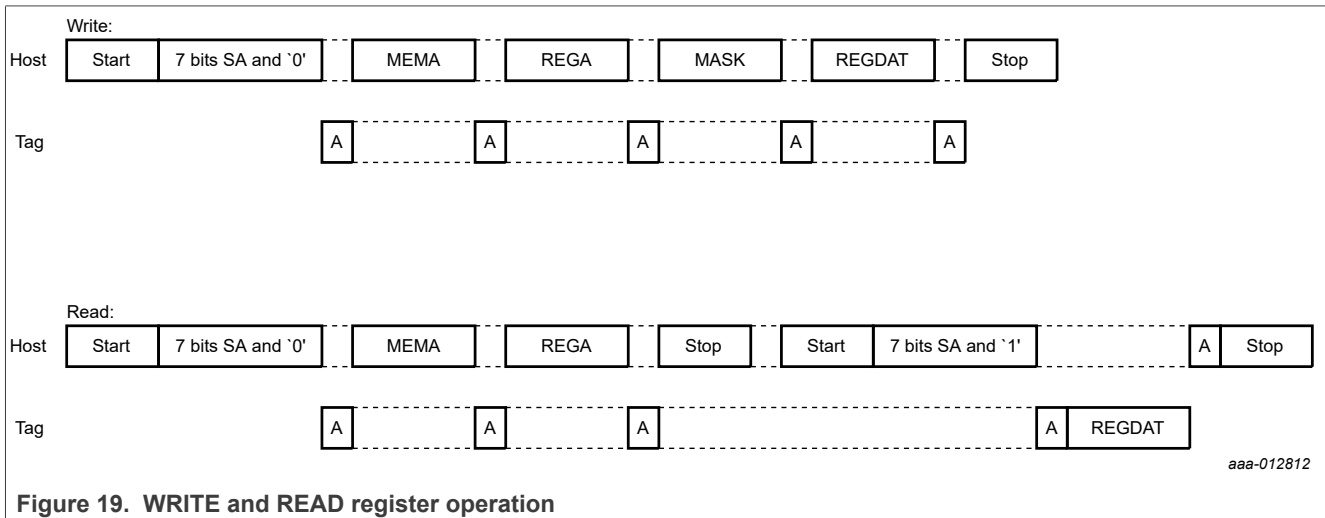 Write:
Host Start 7 bits SA and `0' MEMA REGA MASK REGDAT Stop
Tag A A A A A
Read:
Host Start 7 bits SA and `0' MEMA REGA Stop Start 7 bits SA and `1' A Stop
Tag A A A A REGDAT
aaa-012812
Figure 19. WRITE and READ register operation